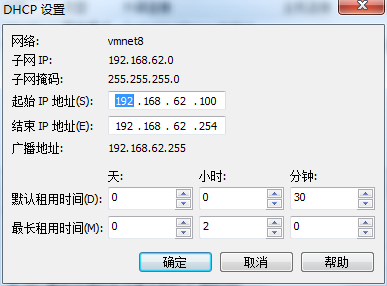 DHCP 设置
网络: vmnet8
子网 IP: 192.168.62.0
子网掩码: 255.255.255.0
起始 IP 地址(S): 192 . 168 . 62 . 100
结束 IP 地址(E): 192 . 168 . 62 . 254
广播地址: 192.168.62.255
天: 小时: 分钟:
默认租用时间(D): 0 0 30
最长租用时间(M): 0 2 0
确定 取消 帮助